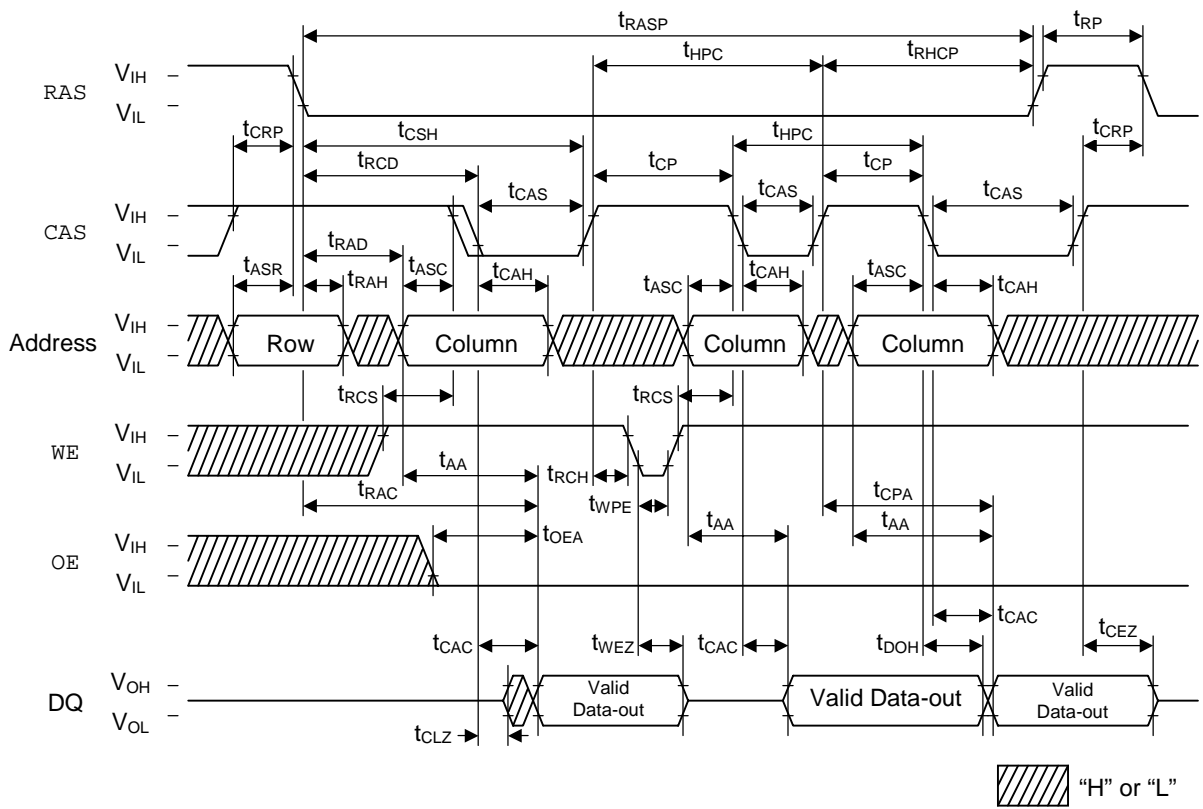 tRASP tRP
tHPC tRHCP
RAS VIH
VIL
tCRP tCSH tHPC tCRP
tRCD tCP tCP
tCAS tCAS tCAS
CAS VIH
VIL
tRAD
tASR tRAH tASC tCAH tASC tCAH tASC tCAH
Address VIH
VIL
Row Column Column Column
tRCS tRCS
WE VIH
VIL
tAA tRCH
tRAC tWPE tCPA
tOEA tAA tAA
OE VIH
VIL
tCAC
tCAC tWEZ tCAC tDOH tCEZ
DQ VOH
VOL
Valid Data-out Valid Data-out Valid Data-out
tCLZ
“H” or “L”